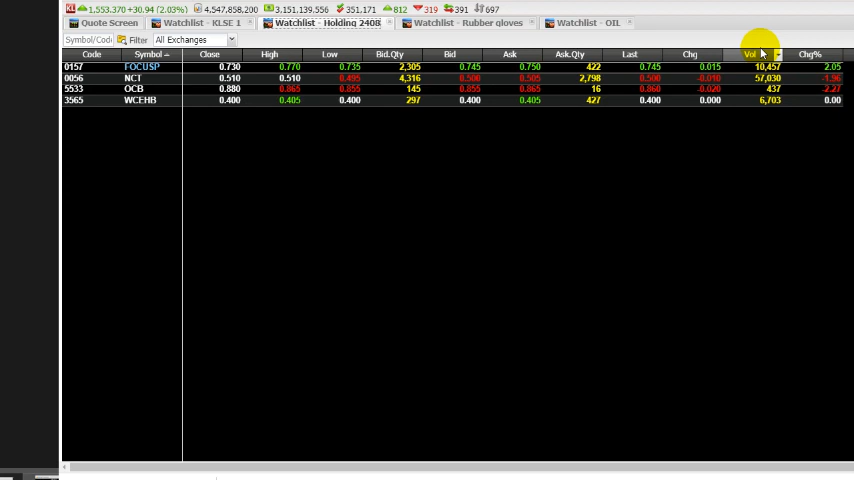 KL 1,553.370 +30.94 (2.03%) 4,547,858.200 3,151,139.556 351,171 812 319 391 697
Quote Screen Watchlist - KLSE 1 Watchlist - Holding 2408 Watchlist - Rubber gloves Watchlist - OIL
Symbol/Code Filter All Exchanges
Code Symbol Close High Low Bid.Qty Bid Ask Ask.Qty Last Chg Vol Chg%
0157 FOCUSP 0.730 0.770 0.735 2,305 0.745 0.750 422 0.745 0.015 10,457 2.05
0056 NCT 0.510 0.510 0.495 4,316 0.500 0.505 2,798 0.500 -0.010 57,030 -1.96
5533 OCB 0.880 0.865 0.855 145 0.855 0.865 16 0.860 -0.020 437 -2.27
3565 WCEHB 0.400 0.405 0.400 297 0.400 0.405 427 0.400 0.000 6,703 0.00